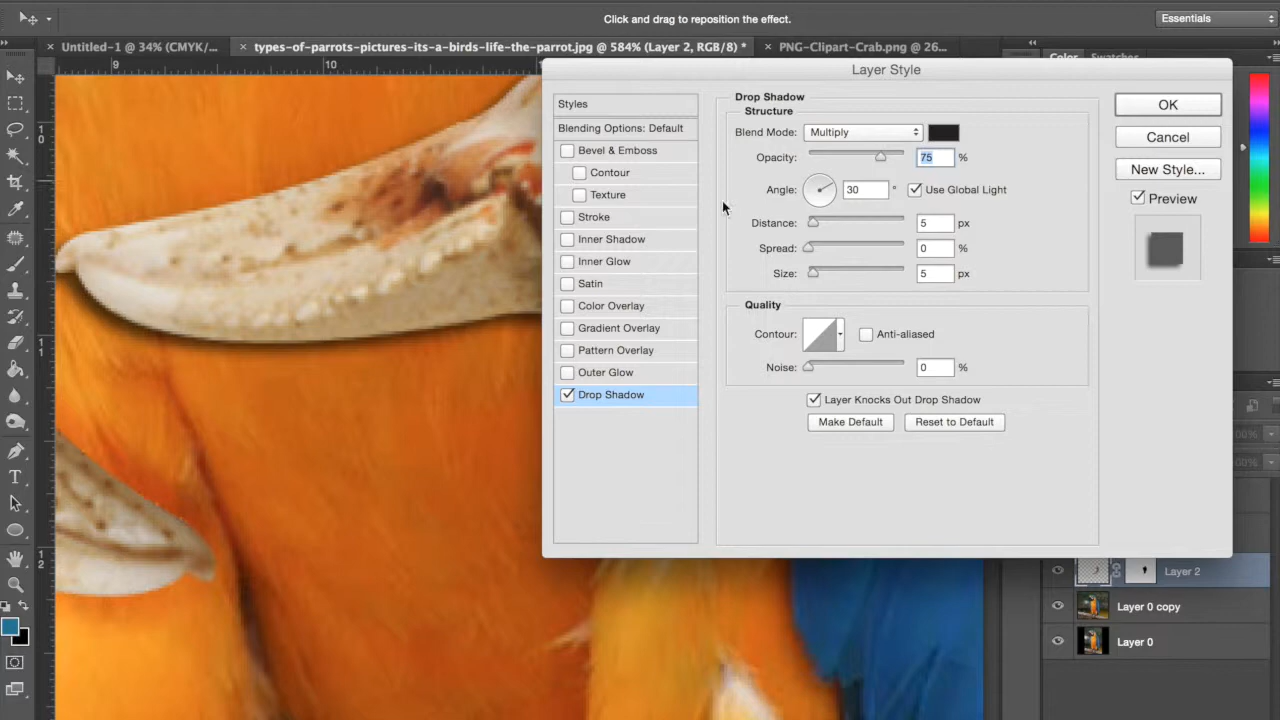 Click and drag to reposition the effect.
Essentials
Untitled-1 @ 34% (CMYK/...
types-of-parrots-pictures-its-a-birds-life-the-parrot.jpg @ 584% (Layer 2, RGB/8) *
PNG-Clipart-Crab.png @ 26...
Color Swatches
9 10
10
11
12
Layer Style
Styles
Blending Options: Default
Bevel & Emboss
Contour
Texture
Stroke
Inner Shadow
Inner Glow
Satin
Color Overlay
Gradient Overlay
Pattern Overlay
Outer Glow
Drop Shadow
Drop Shadow
Structure
Blend Mode: Multiply
Opacity: 75 %
Angle: 30 ° Use Global Light
Distance: 5 px
Spread: 0 %
Size: 5 px
Quality
Contour: Anti-aliased
Noise: 0 %
Layer Knocks Out Drop Shadow
Make Default Reset to Default
OK
Cancel
New Style...
Preview
Layer 2
Layer 0 copy
Layer 0